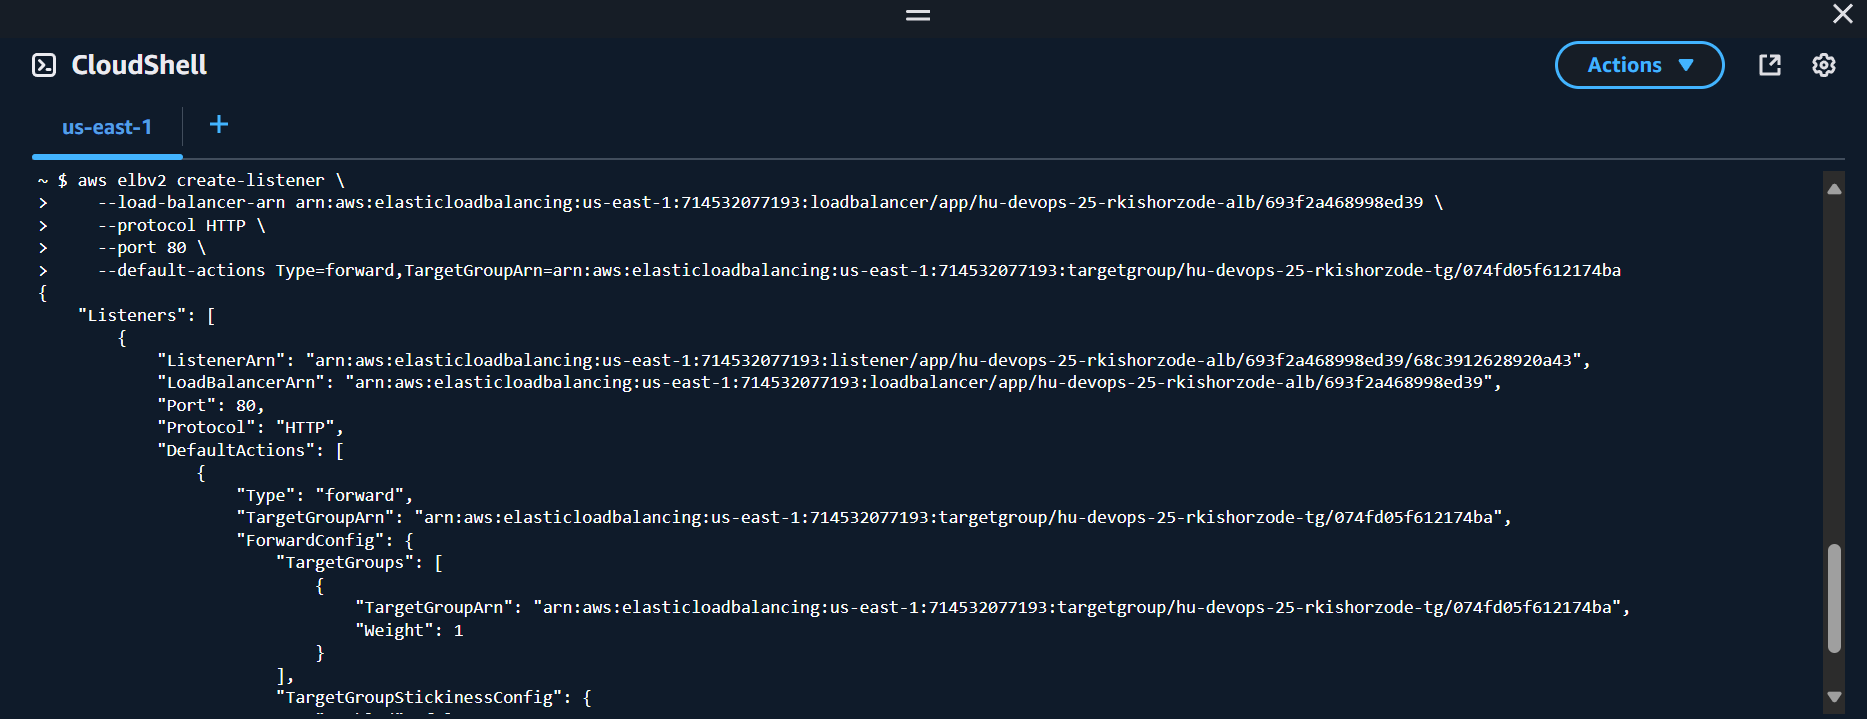 CloudShell
Actions
us-east-1
~ $ aws elbv2 create-listener \
>     --load-balancer-arn arn:aws:elasticloadbalancing:us-east-1:714532077193:loadbalancer/app/hu-devops-25-rkishorzode-alb/693f2a468998ed39 \
>     --protocol HTTP \
>     --port 80 \
>     --default-actions Type=forward,TargetGroupArn=arn:aws:elasticloadbalancing:us-east-1:714532077193:targetgroup/hu-devops-25-rkishorzode-tg/074fd05f612174ba
{
    "Listeners": [
        {
            "ListenerArn": "arn:aws:elasticloadbalancing:us-east-1:714532077193:listener/app/hu-devops-25-rkishorzode-alb/693f2a468998ed39/68c3912628920a43",
            "LoadBalancerArn": "arn:aws:elasticloadbalancing:us-east-1:714532077193:loadbalancer/app/hu-devops-25-rkishorzode-alb/693f2a468998ed39",
            "Port": 80,
            "Protocol": "HTTP",
            "DefaultActions": [
                {
                    "Type": "forward",
                    "TargetGroupArn": "arn:aws:elasticloadbalancing:us-east-1:714532077193:targetgroup/hu-devops-25-rkishorzode-tg/074fd05f612174ba",
                    "ForwardConfig": {
                        "TargetGroups": [
                            {
                                "TargetGroupArn": "arn:aws:elasticloadbalancing:us-east-1:714532077193:targetgroup/hu-devops-25-rkishorzode-tg/074fd05f612174ba",
                                "Weight": 1
                            }
                        ],
                        "TargetGroupStickinessConfig": {